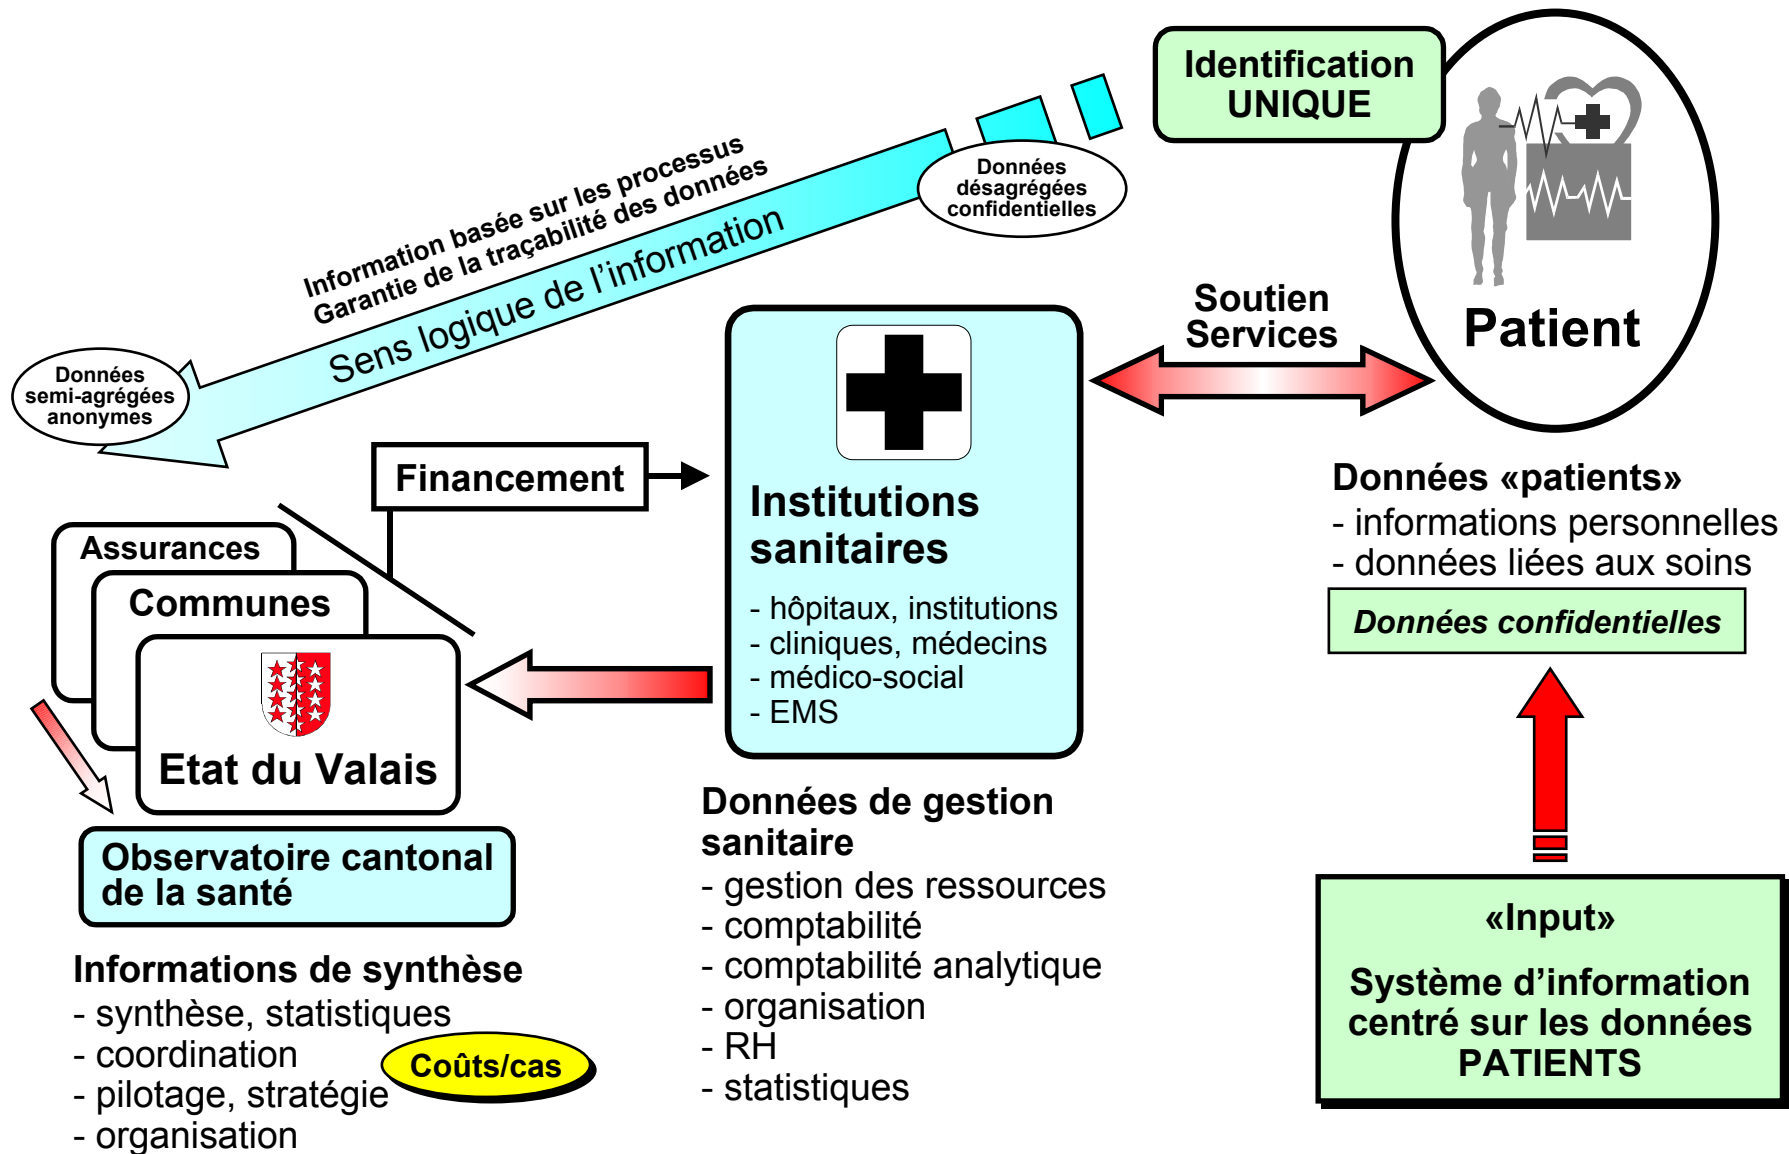 Identification
UNIQUE
Données
désagrégées
confidentielles
Information basée sur les processus
Garantie de la traçabilité des données
Sens logique de l’information
Données
semi-agrégées
anonymes
Soutien
Services
Patient
Financement
Institutions
sanitaires
- hôpitaux, institutions
- cliniques, médecins
- médico-social
- EMS
Données «patients»
- informations personnelles
- données liées aux soins
Données confidentielles
Assurances
Communes
Etat du Valais
Observatoire cantonal
de la santé
Informations de synthèse
- synthèse, statistiques
- coordination
- pilotage, stratégie
- organisation
Coûts/cas
Données de gestion
sanitaire
- gestion des ressources
- comptabilité
- comptabilité analytique
- organisation
- RH
- statistiques
«Input»
Système d’information
centré sur les données
PATIENTS